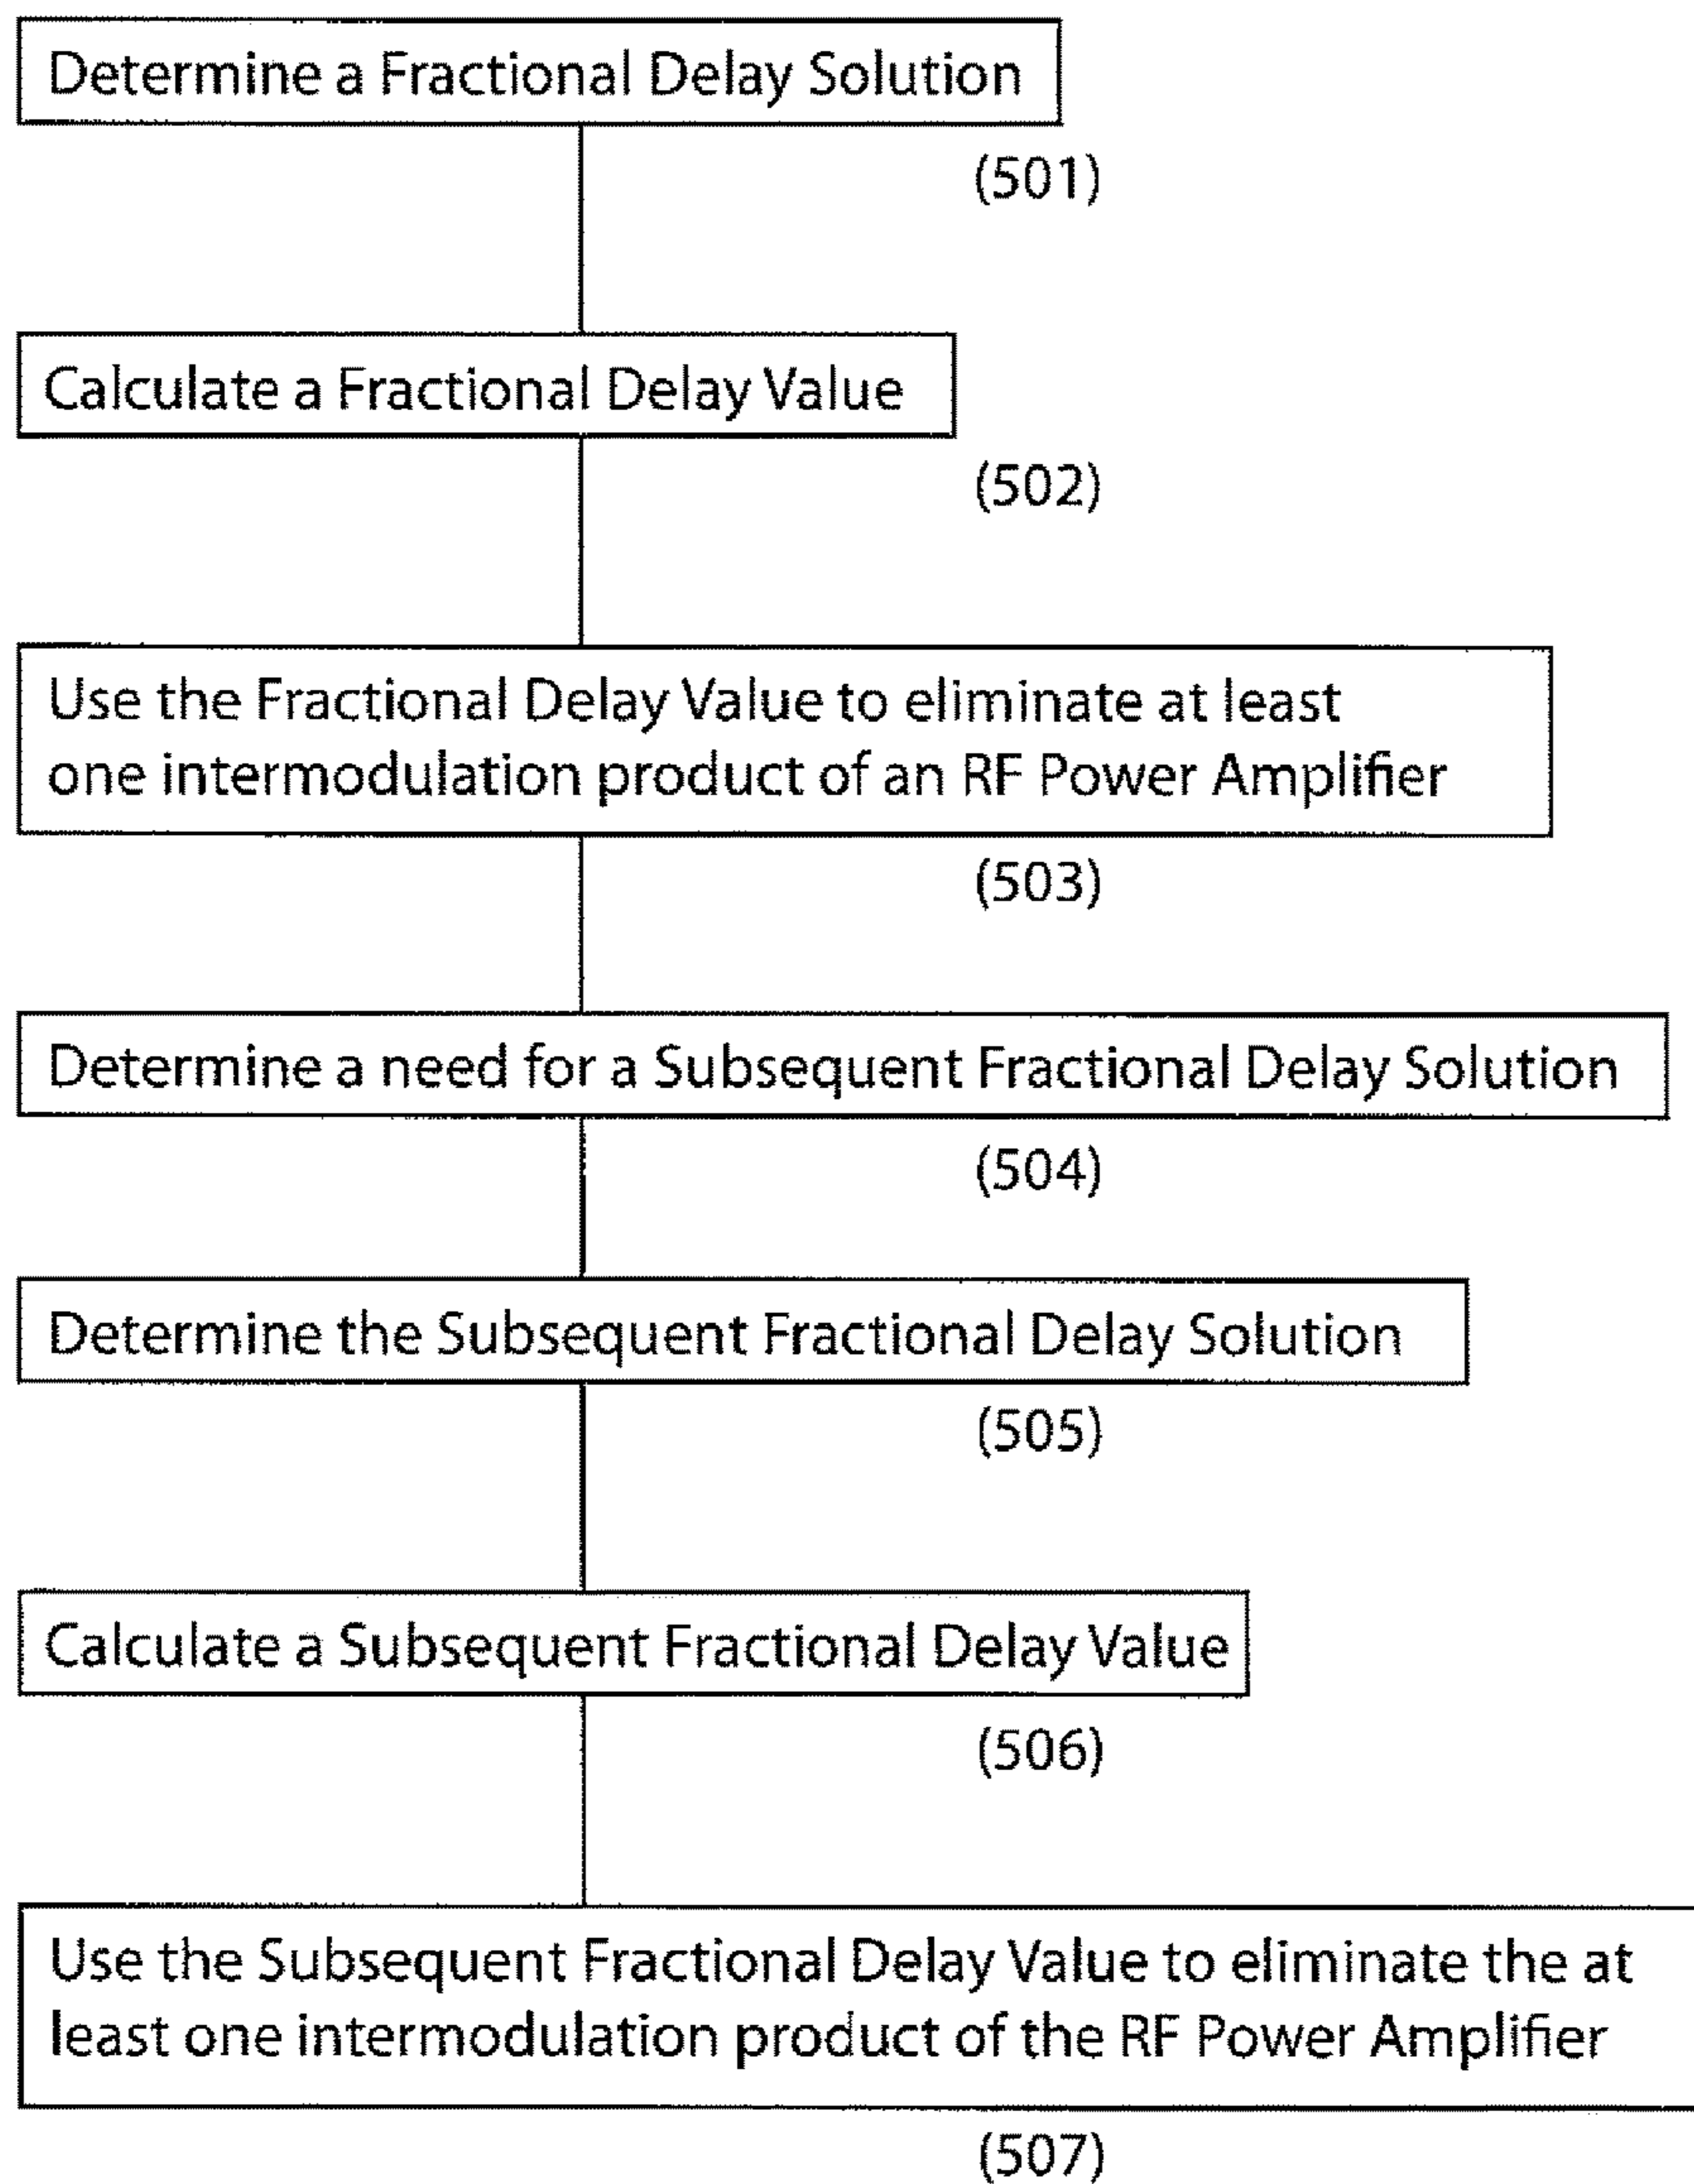 Determine a Fractional Delay Solution
(501)
Calculate a Fractional Delay Value
(502)
Use the Fractional Delay Value to eliminate at least
one intermodulation product of an RF Power Amplifier
(503)
Determine a need for a Subsequent Fractional Delay Solution
(504)
Determine the Subsequent Fractional Delay Solution
(505)
Calculate a Subsequent Fractional Delay Value
(506)
Use the Subsequent Fractional Delay Value to eliminate the at
least one intermodulation product of the RF Power Amplifier
(507)